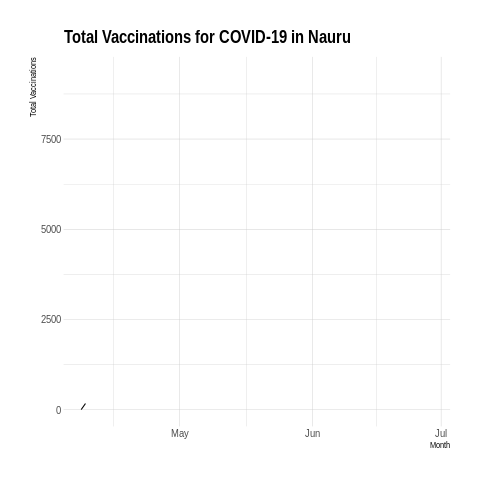 Total Vaccinations for COVID-19 in Nauru
Total Vaccinations
7500
5000
2500
0
May Jun Jul
Month